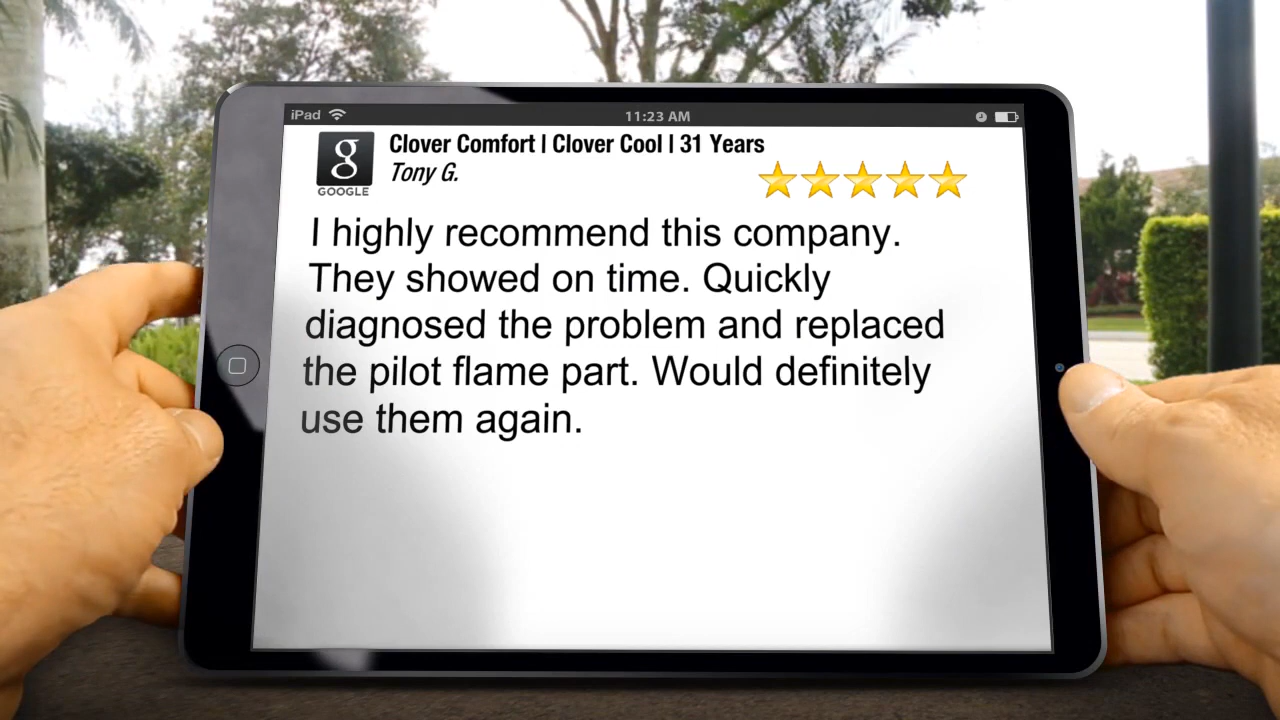 iPad 11:23 AM
g
GOOGLE
Clover Comfort | Clover Cool | 31 Years
Tony G.
I highly recommend this company.
They showed on time. Quickly
diagnosed the problem and replaced
the pilot flame part. Would definitely
use them again.